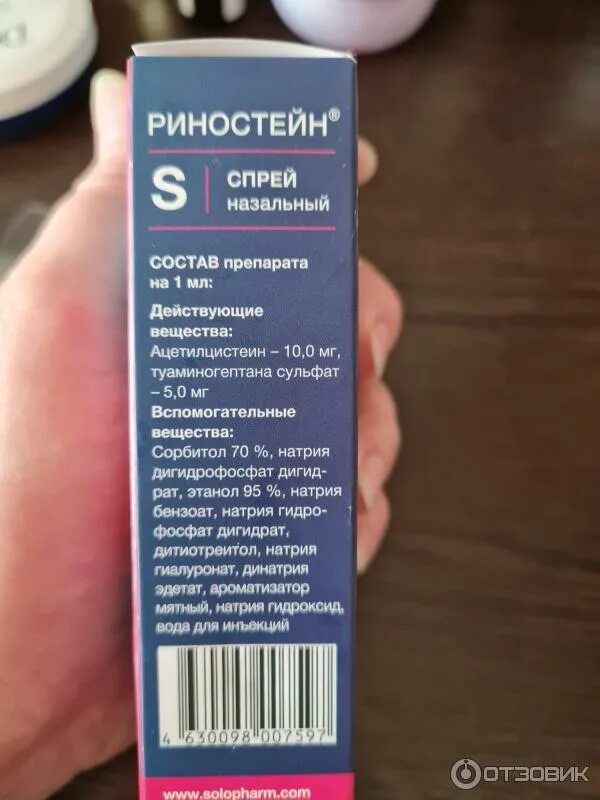 РИНОСТЕЙН®
S
СПРЕЙ
назальный
СОСТАВ препарата
на 1 мл:
Действующие
вещества:
Ацетилцистеин – 10,0 мг,
туаминогептана сульфат
– 5,0 мг
Вспомогательные
вещества:
Сорбитол 70 %, натрия
дигидрофосфат дигид-
рат, этанол 95 %, натрия
бензоат, натрия гидро-
фосфат дигидрат,
дитиотреитол, натрия
гиалуронат, динатрия
эдетат, ароматизатор
мятный, натрия гидроксид,
вода для инъекций
4 630098 007597
www.solopharm.com
ОТЗОВИК